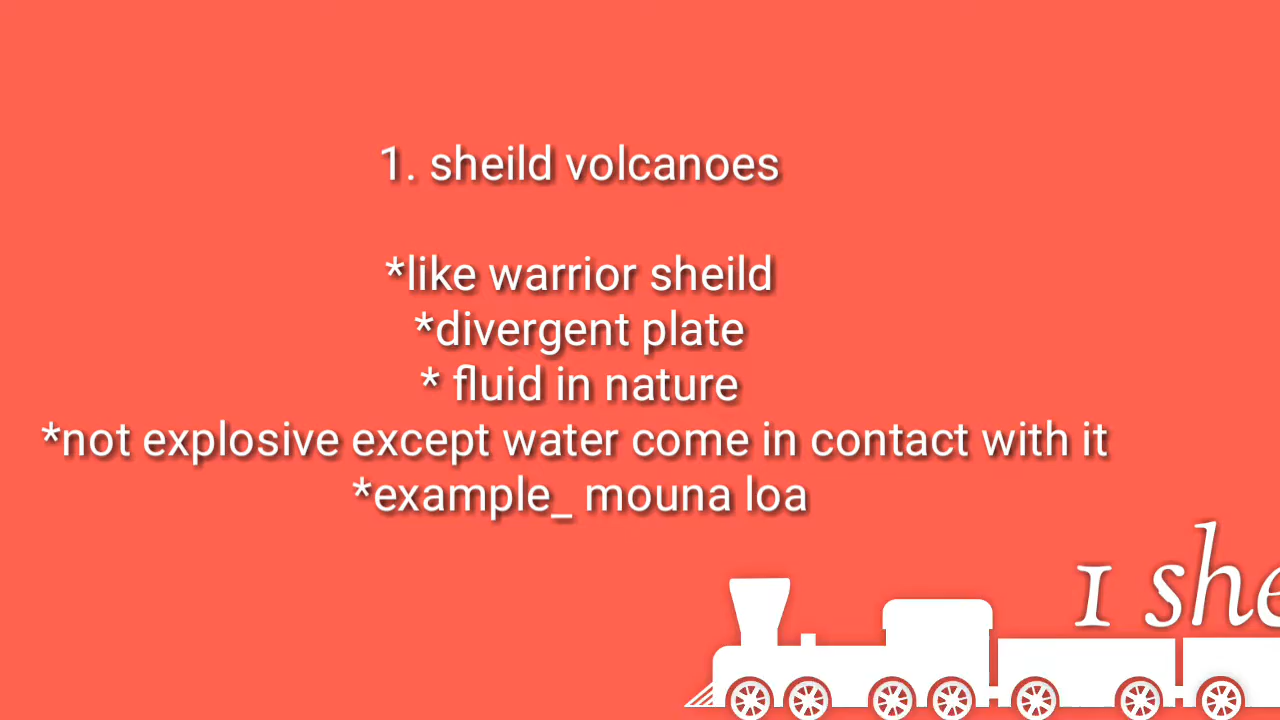 1. sheild volcanoes
*like warrior sheild
*divergent plate
* fluid in nature
*not explosive except water come in contact with it
*example_ mouna loa
1 she